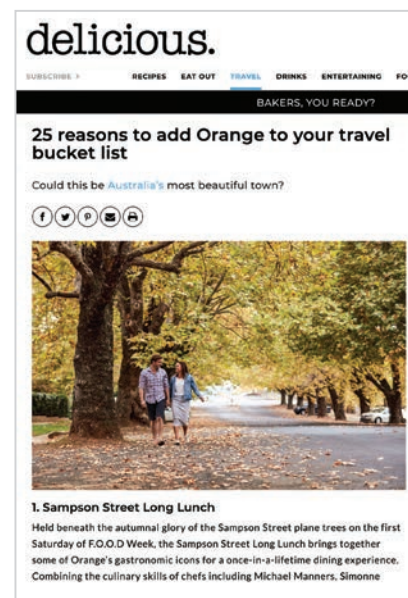 delicious.
SUBSCRIBE >
RECIPES EAT OUT TRAVEL DRINKS ENTERTAINING FO
BAKERS, YOU READY?
25 reasons to add Orange to your travel
bucket list
Could this be Australia's most beautiful town?
1. Sampson Street Long Lunch
Held beneath the autumnal glory of the Sampson Street plane trees on the first
Saturday of F.O.O.D Week, the Sampson Street Long Lunch brings together
some of Orange's gastronomic icons for a once-in-a-lifetime dining experience.
Combining the culinary skills of chefs including Michael Manners, Simonne